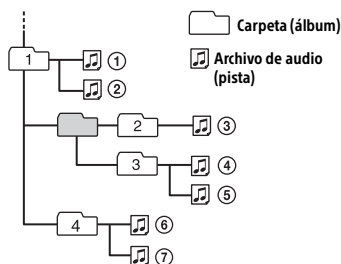 Carpeta (álbum)
1 ①
Archivo de audio
(pista)
②
2 ③
3 ④
⑤
4 ⑥
⑦